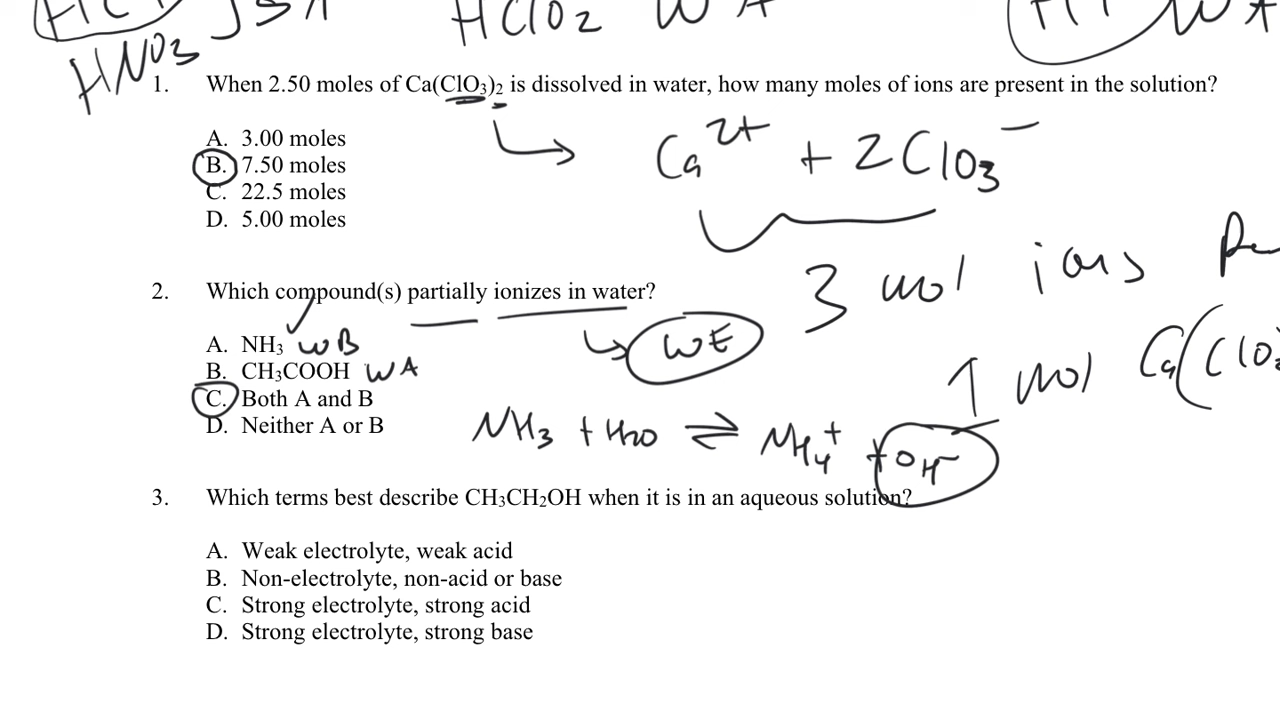 HClO2 WA
HNO3
1. When 2.50 moles of Ca(ClO3)2 is dissolved in water, how many moles of ions are present in the solution?
Ca2+ + 2ClO3−
A. 3.00 moles
B. 7.50 moles
C. 22.5 moles
D. 5.00 moles
3 mol ions
2. Which compound(s) partially ionizes in water?
WE
A. NH3 WB
B. CH3COOH WA
1 mol
C. Both A and B
D. Neither A or B
NH3 + H2O ⇌ NH4+ + OH−
3. Which terms best describe CH3CH2OH when it is in an aqueous solution?
A. Weak electrolyte, weak acid
B. Non-electrolyte, non-acid or base
C. Strong electrolyte, strong acid
D. Strong electrolyte, strong base